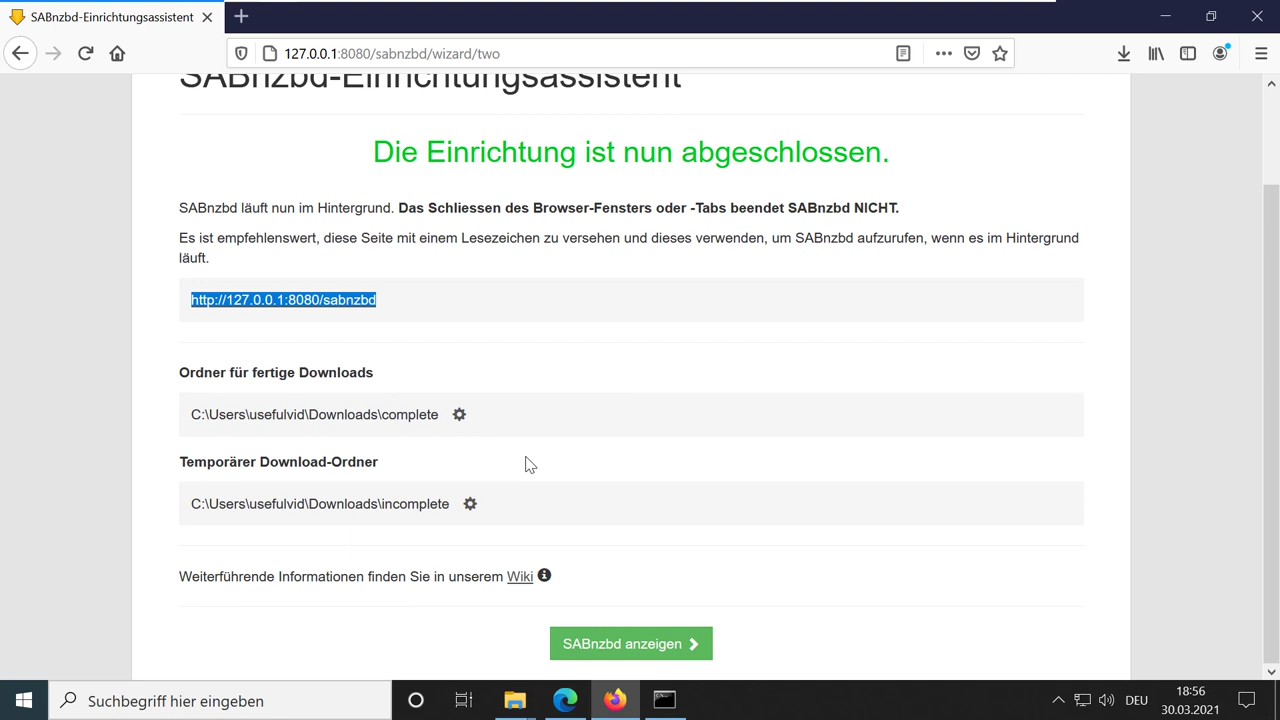 SABnzbd-Einrichtungsassistent
127.0.0.1:8080/sabnzbd/wizard/two
SABnzbd-Einrichtungsassistent
Die Einrichtung ist nun abgeschlossen.
SABnzbd läuft nun im Hintergrund. Das Schliessen des Browser-Fensters oder -Tabs beendet SABnzbd NICHT.
Es ist empfehlenswert, diese Seite mit einem Lesezeichen zu versehen und dieses verwenden, um SABnzbd aufzurufen, wenn es im Hintergrund
läuft.
http://127.0.0.1:8080/sabnzbd
Ordner für fertige Downloads
C:\Users\usefulvid\Downloads\complete
Temporärer Download-Ordner
C:\Users\usefulvid\Downloads\incomplete
Weiterführende Informationen finden Sie in unserem Wiki
SABnzbd anzeigen
Suchbegriff hier eingeben
DEU
18:56
30.03.2021